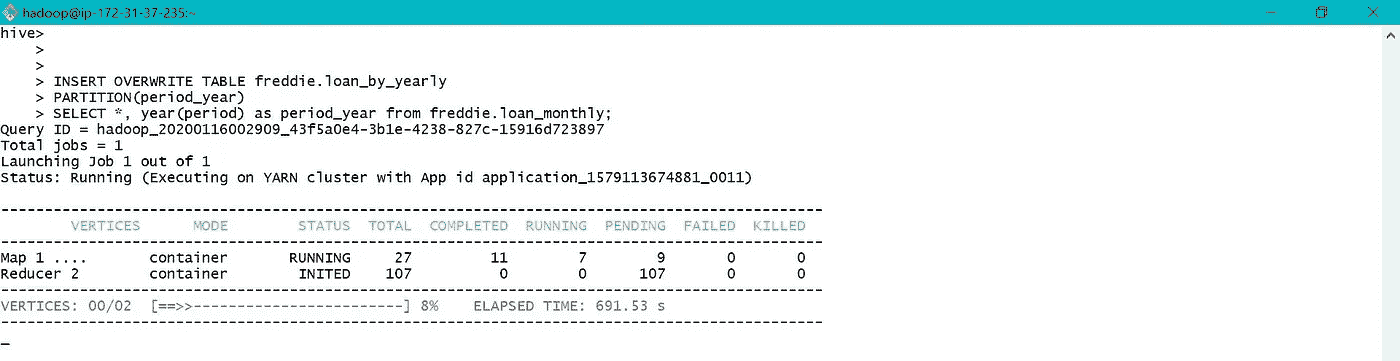 hadoop@ip-172-31-37-235:~
hive>
>
>
> INSERT OVERWRITE TABLE freddie.loan_by_yearly
> PARTITION(period_year)
> SELECT *, year(period) as period_year from freddie.loan_monthly;
Query ID = hadoop_20200116002909_43f5a0e4-3b1e-4238-827c-15916d723897
Total jobs = 1
Launching Job 1 out of 1
Status: Running (Executing on YARN cluster with App id application_1579113674881_0011)
----------------------------------------------------------------------------------------------
VERTICES MODE STATUS TOTAL COMPLETED RUNNING PENDING FAILED KILLED
----------------------------------------------------------------------------------------------
Map 1 .... container RUNNING 27 11 7 9 0 0
Reducer 2 container INITED 107 0 0 107 0 0
----------------------------------------------------------------------------------------------
VERTICES: 00/02 [==>>------------------------] 8% ELAPSED TIME: 691.53 s
----------------------------------------------------------------------------------------------